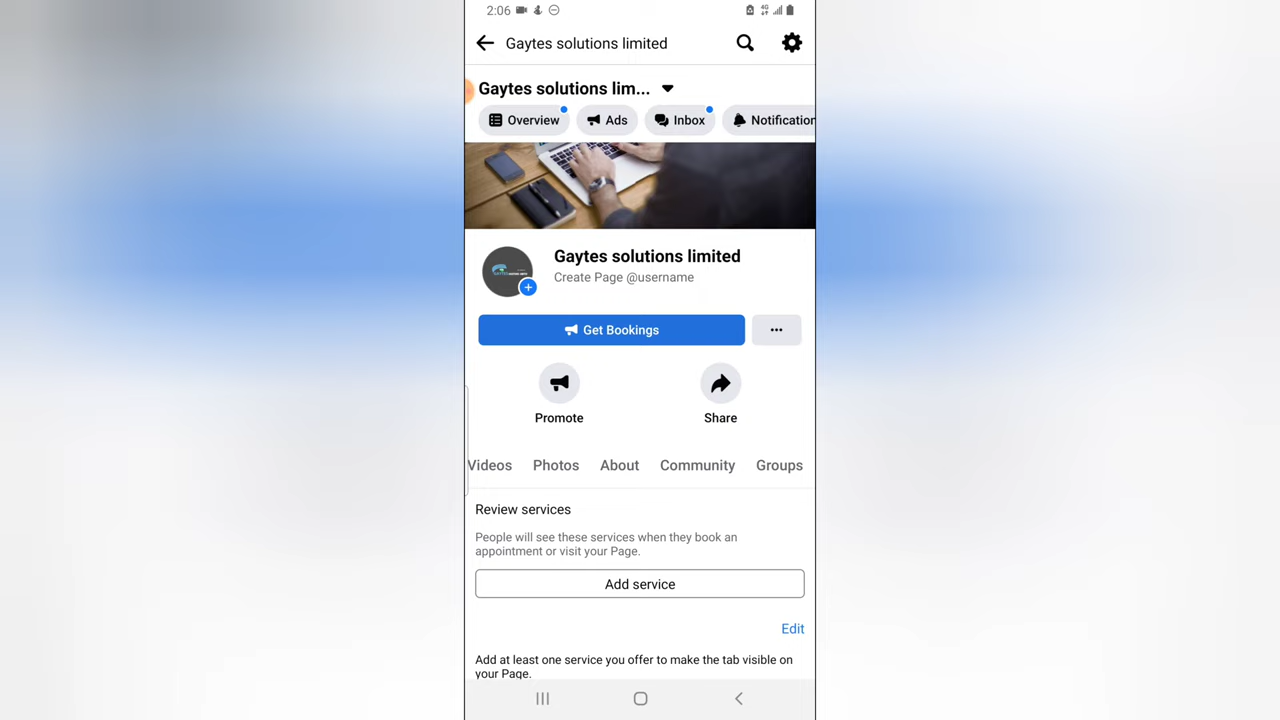 2:06
4G
Gaytes solutions limited
Gaytes solutions lim...
Overview Ads Inbox Notification
Gaytes solutions limited
Create Page @username
Get Bookings
Promote Share
Videos Photos About Community Groups
Review services
People will see these services when they book an
appointment or visit your Page.
Add service
Edit
Add at least one service you offer to make the tab visible on
your Page.